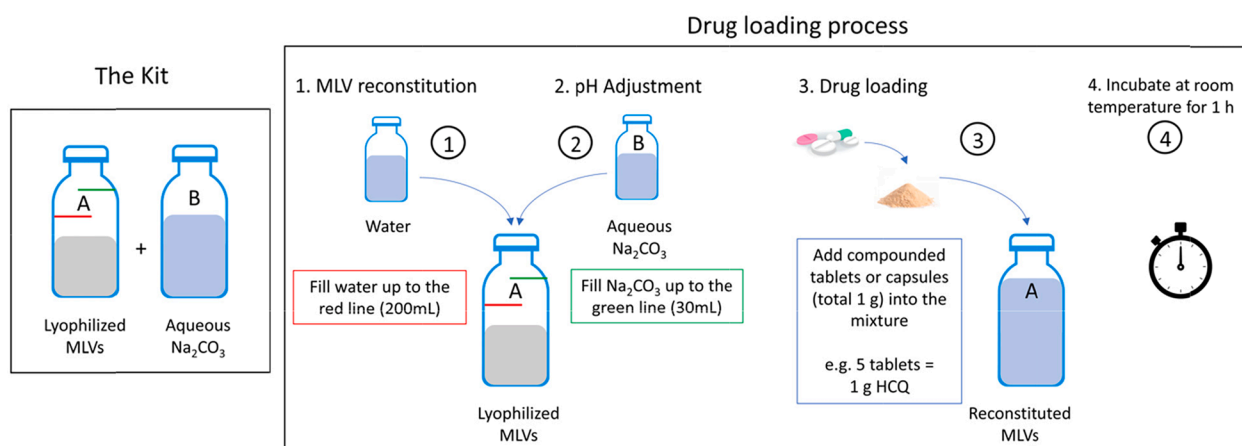 Drug loading process
The Kit
A
B
+
Lyophilized
MLVs
Aqueous
Na₂CO₃
1. MLV reconstitution
1
Water
Fill water up to the
red line (200mL)
2. pH Adjustment
2
B
Aqueous
Na₂CO₃
Fill Na₂CO₃ up to the
green line (30mL)
A
Lyophilized
MLVs
3. Drug loading
3
Add compounded
tablets or capsules
(total 1 g) into the
mixture
e.g. 5 tablets =
1 g HCQ
A
Reconstituted
MLVs
4. Incubate at room
temperature for 1 h
4